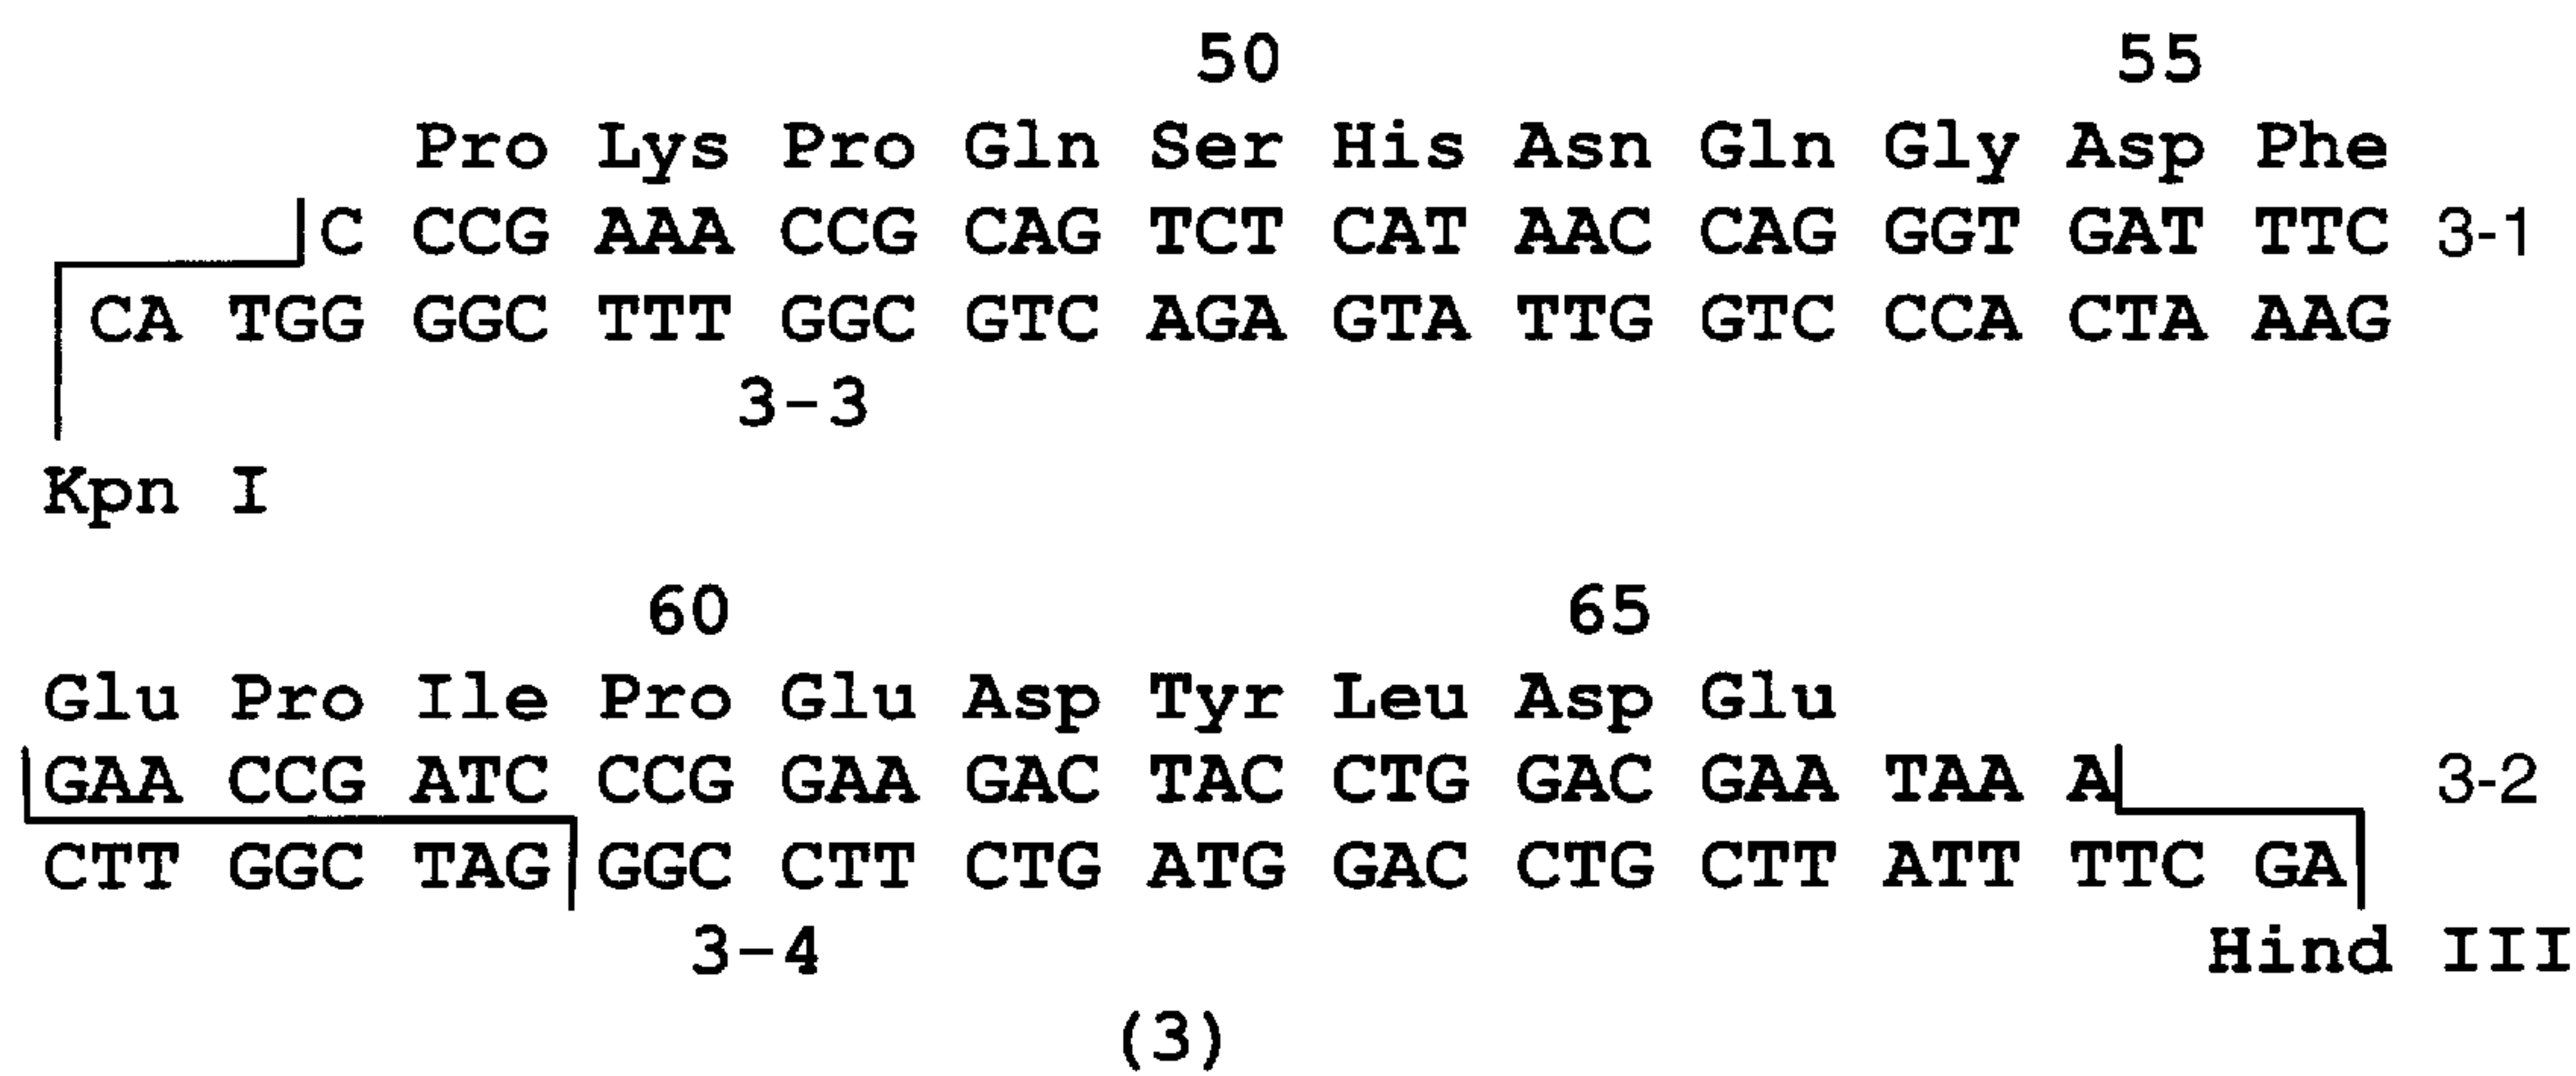 50 55
Pro Lys Pro Gln Ser His Asn Gln Gly Asp Phe
C CCG AAA CCG CAG TCT CAT AAC CAG GGT GAT TTC 3-1
CA TGG GGC TTT GGC GTC AGA GTA TTG GTC CCA CTA AAG
3-3
Kpn I
60 65
Glu Pro Ile Pro Glu Asp Tyr Leu Asp Glu
GAA CCG ATC CCG GAA GAC TAC CTG GAC GAA TAA A 3-2
CTT GGC TAG GGC CTT CTG ATG GAC CTG CTT ATT TTC GA
3-4 Hind III
(3)